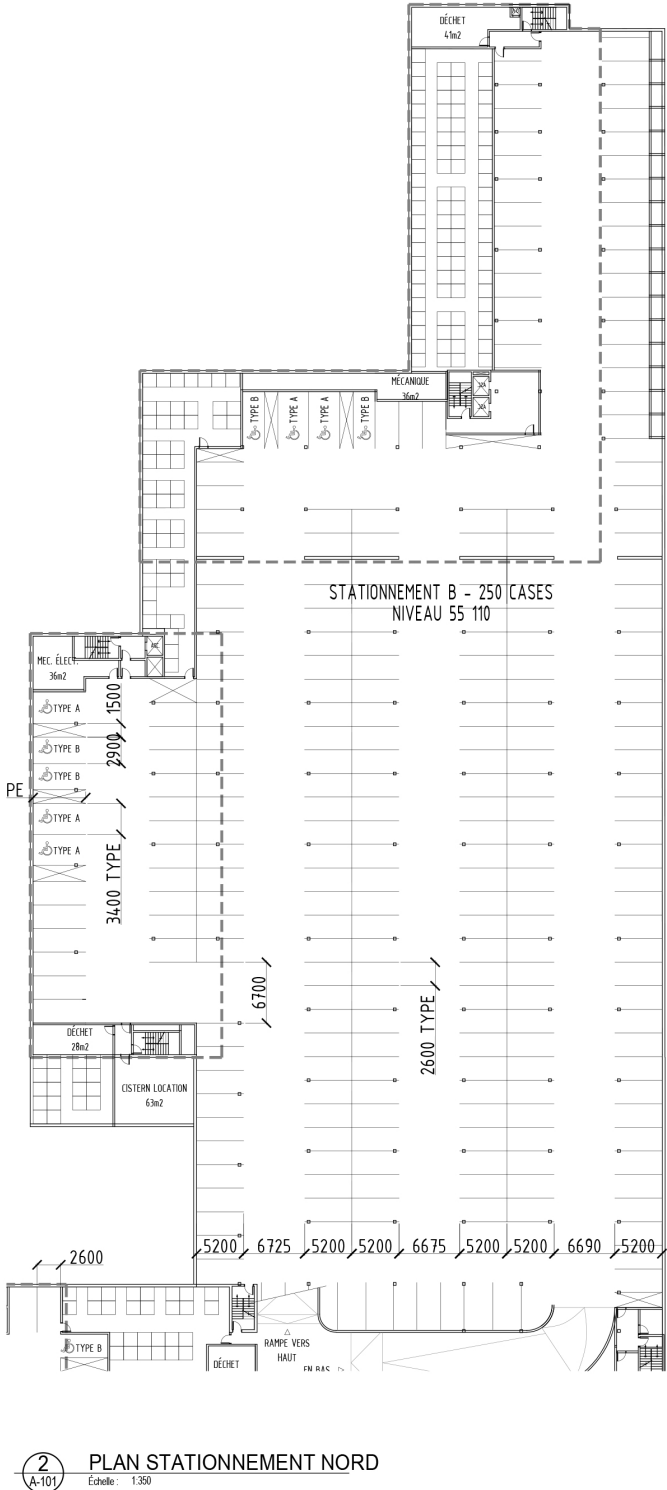 DÉCHET
41m2
MÉCANIQUE
36m2
TYPE B
TYPE A
TYPE A
TYPE B
STATIONNEMENT B - 250 CASES
NIVEAU 55 110
MEC. ÉLECT.
36m2
TYPE A
1500
TYPE B
2900
TYPE B
PE
TYPE A
TYPE A
3400 TYPE
6700
2600 TYPE
DÉCHET
28m2
CISTERN LOCATION
63m2
5200 6725 5200 5200 6675 5200 5200 6690 5200
2600
TYPE B
DÉCHET
RAMPE VERS
HAUT
EN BAS
2 PLAN STATIONNEMENT NORD
A-101 Échelle : 1:350